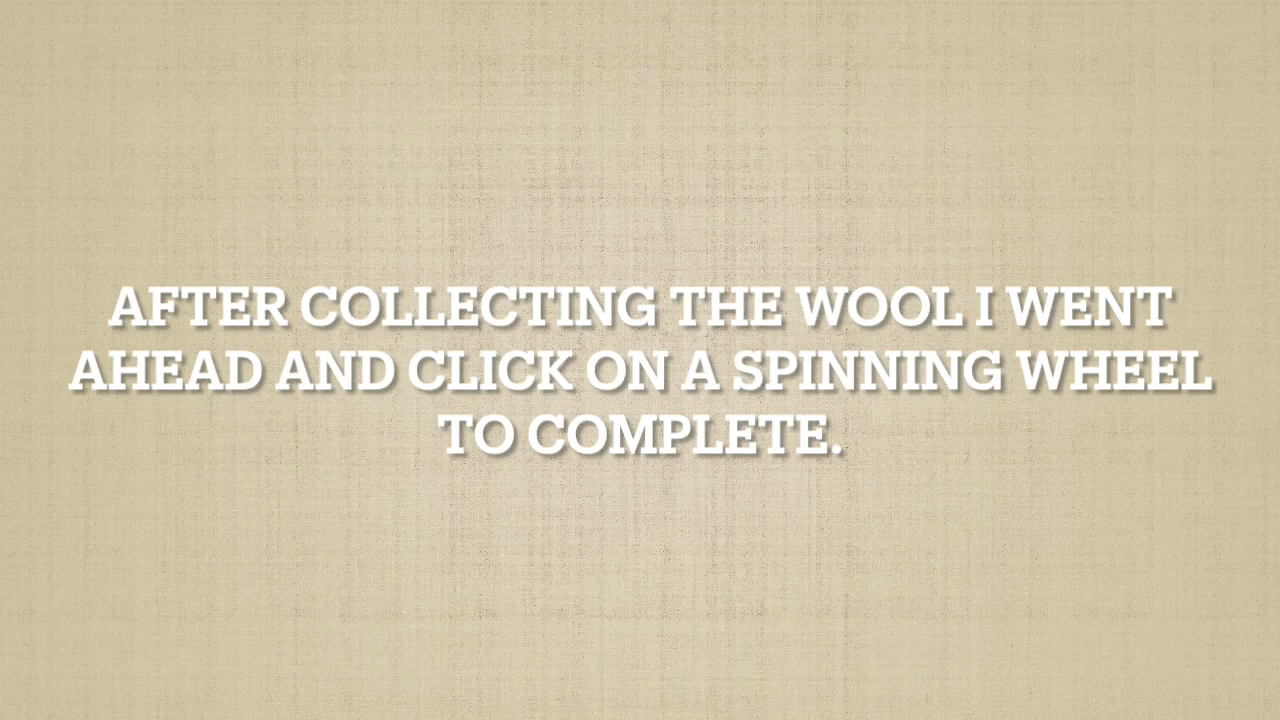 AFTER COLLECTING THE WOOL I WENT
AHEAD AND CLICK ON A SPINNING WHEEL
TO COMPLETE.